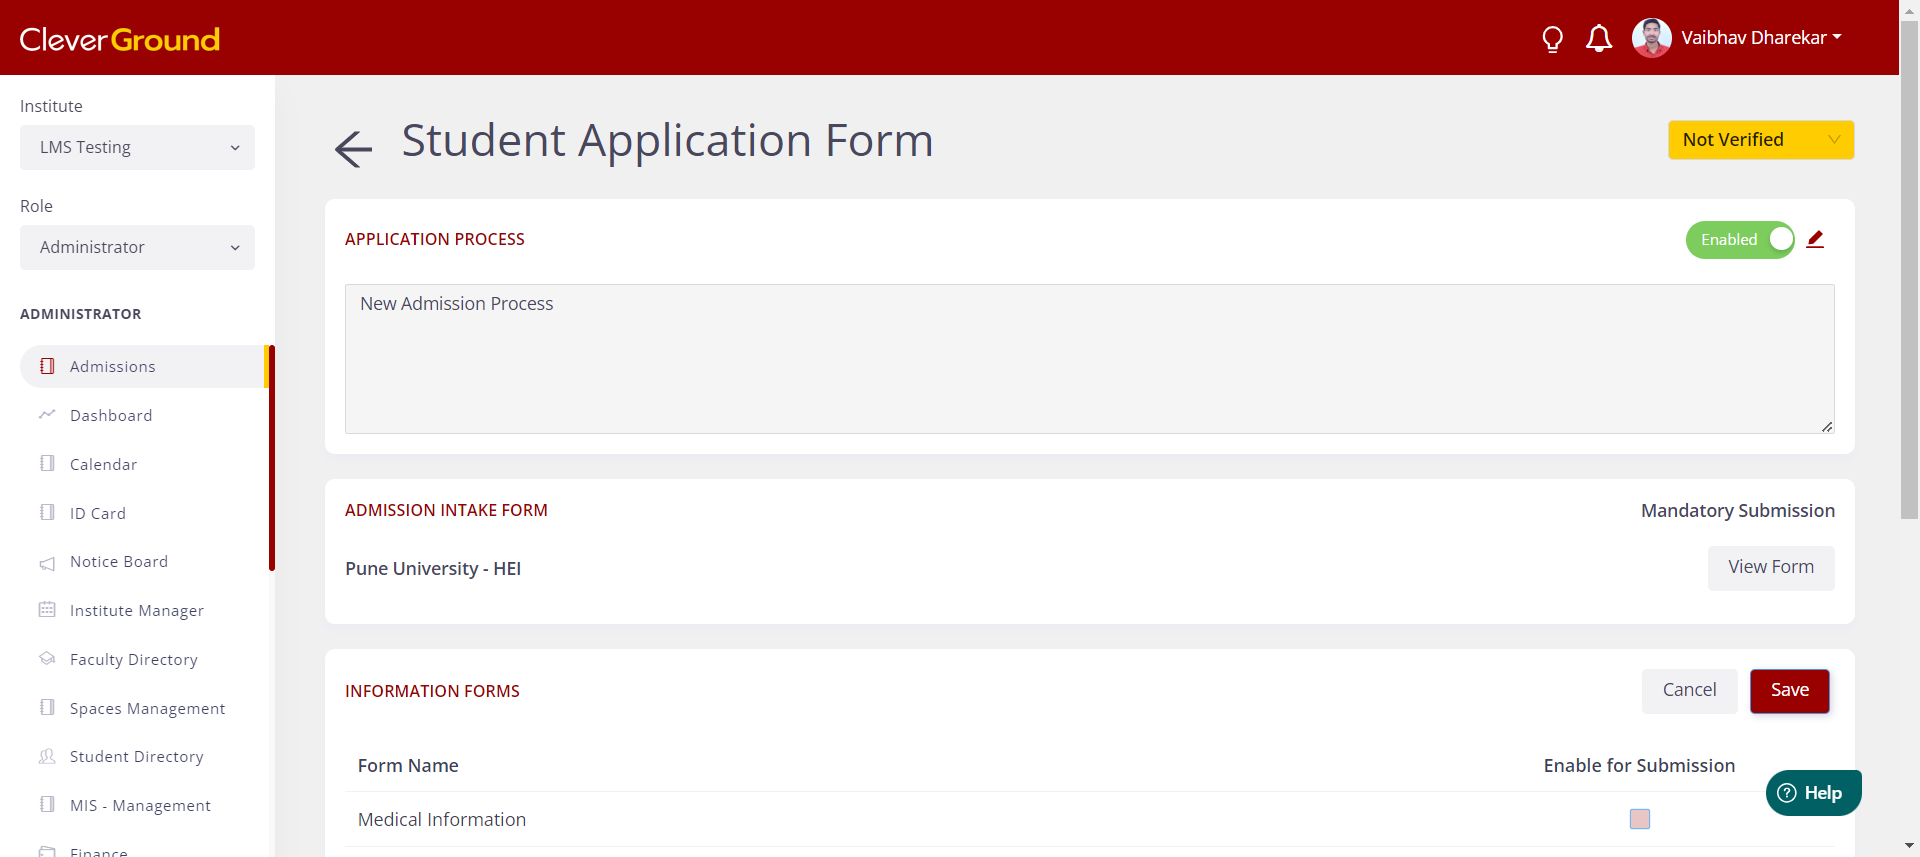 CleverGround
Vaibhav Dharekar
Institute
LMS Testing
Role
Administrator
ADMINISTRATOR
Admissions
Dashboard
Calendar
ID Card
Notice Board
Institute Manager
Faculty Directory
Spaces Management
Student Directory
MIS - Management
Finance
Student Application Form
Not Verified
APPLICATION PROCESS
Enabled
New Admission Process
ADMISSION INTAKE FORM
Mandatory Submission
Pune University - HEI
View Form
INFORMATION FORMS
Cancel
Save
Form Name
Enable for Submission
Medical Information
? Help